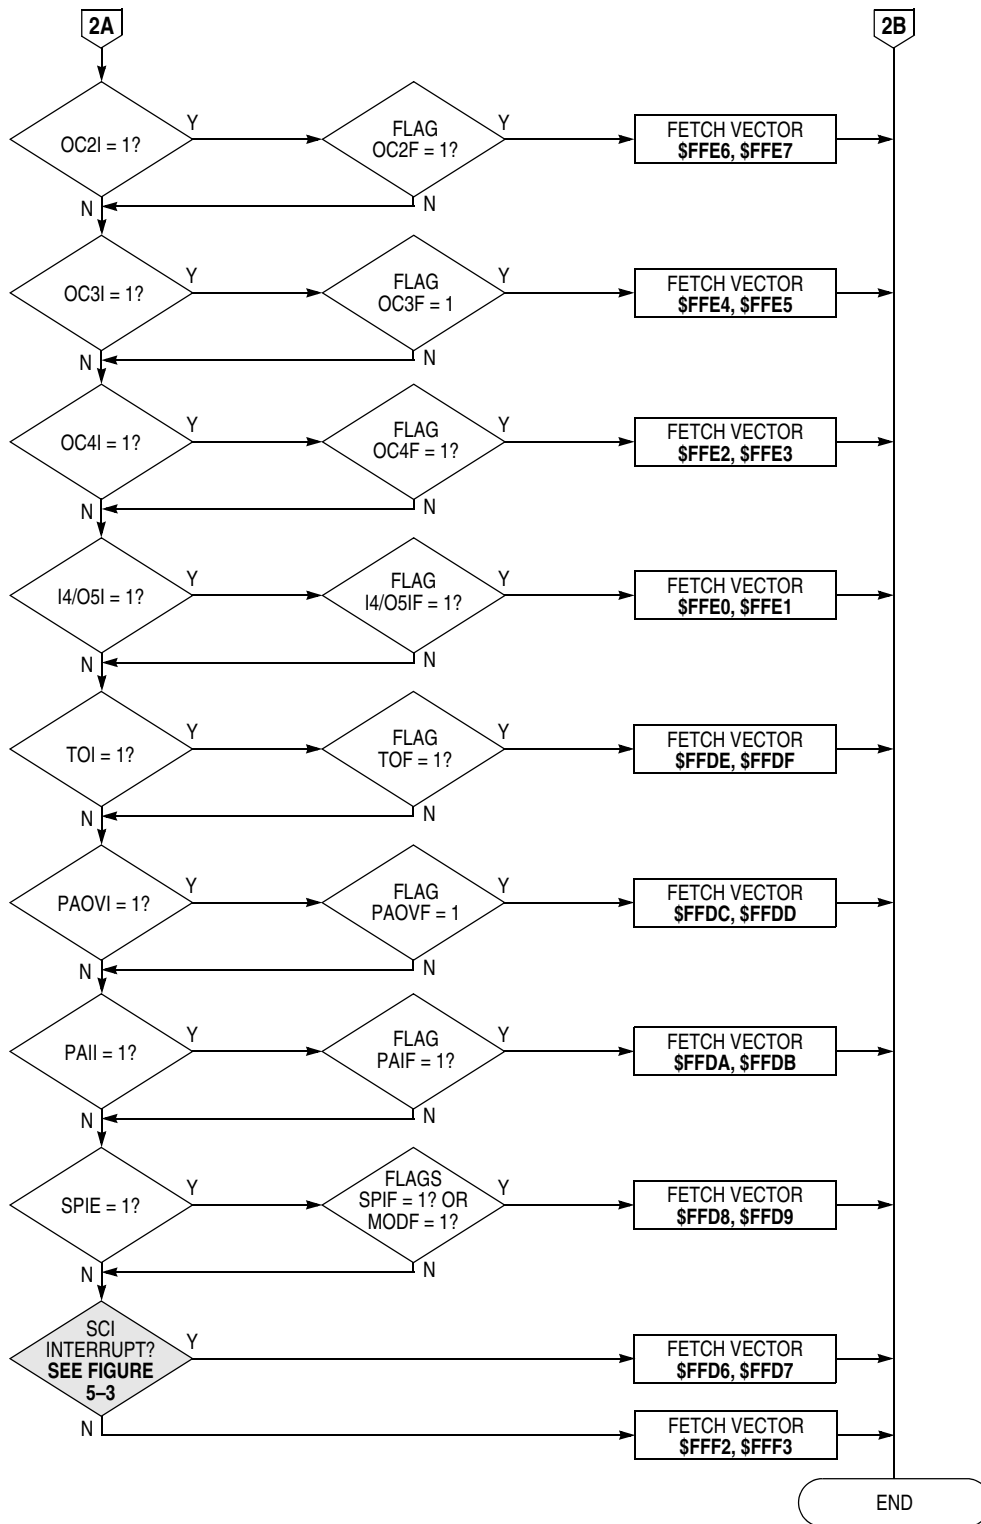 2A
2B
OC2I = 1?
Y
FLAG
OC2F = 1?
Y
FETCH VECTOR
$FFE6, $FFE7
N
N
OC3I = 1?
Y
FLAG
OC3F = 1
Y
FETCH VECTOR
$FFE4, $FFE5
N
N
OC4I = 1?
Y
FLAG
OC4F = 1?
Y
FETCH VECTOR
$FFE2, $FFE3
N
N
I4/O5I = 1?
Y
FLAG
I4/O5IF = 1?
Y
FETCH VECTOR
$FFE0, $FFE1
N
N
TOI = 1?
Y
FLAG
TOF = 1?
Y
FETCH VECTOR
$FFDE, $FFDF
N
N
PAOVI = 1?
Y
FLAG
PAOVF = 1
Y
FETCH VECTOR
$FFDC, $FFDD
N
N
PAII = 1?
Y
FLAG
PAIF = 1?
Y
FETCH VECTOR
$FFDA, $FFDB
N
N
SPIE = 1?
Y
FLAGS
SPIF = 1? OR
MODF = 1?
Y
FETCH VECTOR
$FFD8, $FFD9
N
N
SCI
INTERRUPT?
SEE FIGURE
5–3
Y
FETCH VECTOR
$FFD6, $FFD7
N
FETCH VECTOR
$FFF2, $FFF3
END